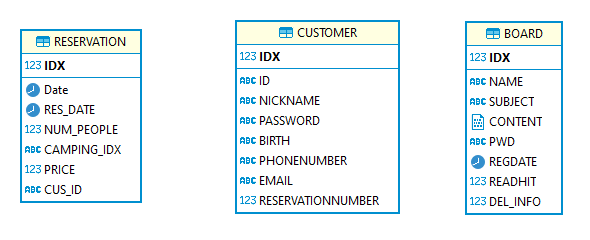 RESERVATION
123 IDX
Date
RES_DATE
123 NUM_PEOPLE
ABC CAMPING_IDX
123 PRICE
ABC CUS_ID
CUSTOMER
123 IDX
ABC ID
ABC NICKNAME
ABC PASSWORD
ABC BIRTH
ABC PHONENUMBER
ABC EMAIL
123 RESERVATIONNUMBER
BOARD
123 IDX
ABC NAME
ABC SUBJECT
CONTENT
ABC PWD
REGDATE
123 READHIT
123 DEL_INFO